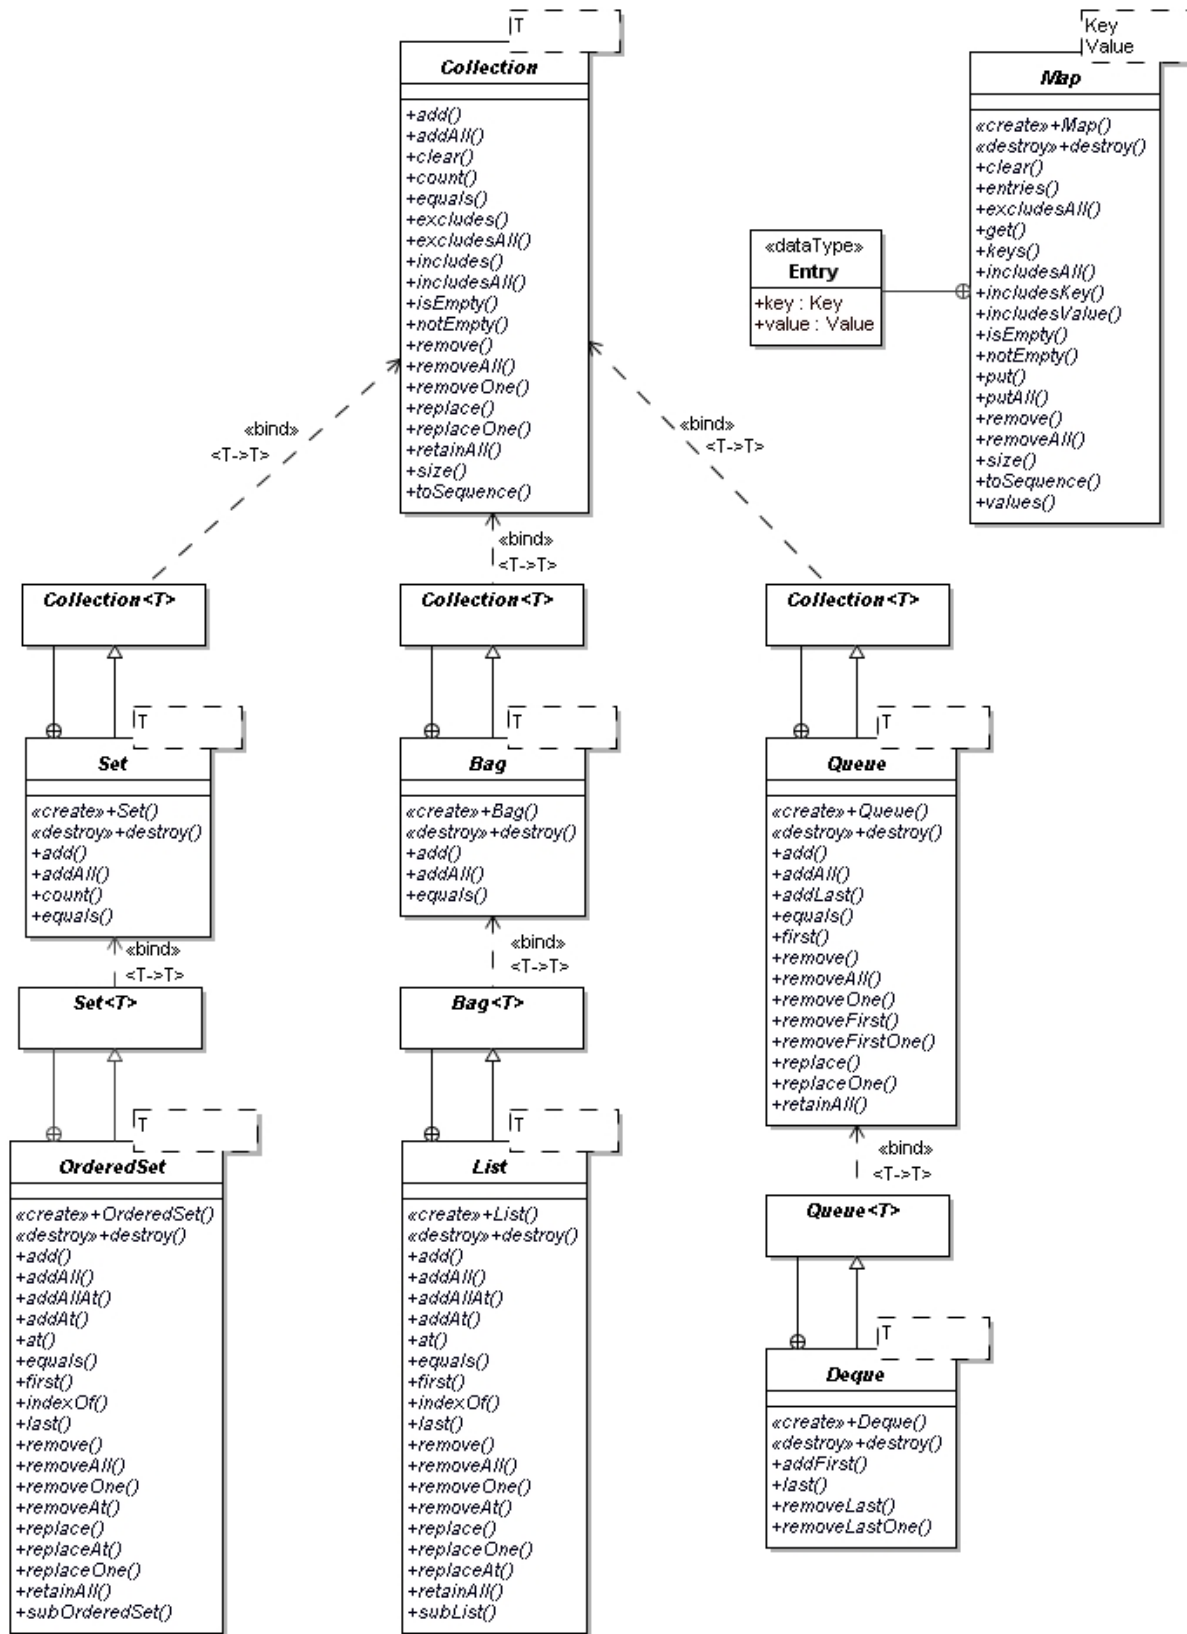 T
Collection
+add()
+addAll()
+clear()
+count()
+equals()
+excludes()
+excludesAll()
+includes()
+includesAll()
+isEmpty()
+notEmpty()
+remove()
+removeAll()
+removeOne()
+replace()
+replaceOne()
+retainAll()
+size()
+toSequence()
Key
Value
Map
«create»+Map()
«destroy»+destroy()
+clear()
+entries()
+excludesAll()
+get()
+keys()
+includesAll()
+includesKey()
+includesValue()
+isEmpty()
+notEmpty()
+put()
+putAll()
+remove()
+removeAll()
+size()
+toSequence()
+values()
«dataType»
Entry
+key : Key
+value : Value
«bind»
<T->T>
«bind»
<T->T>
«bind»
<T->T>
Collection<T>
Collection<T>
Collection<T>
T
Set
«create»+Set()
«destroy»+destroy()
+add()
+addAll()
+count()
+equals()
T
Bag
«create»+Bag()
«destroy»+destroy()
+add()
+addAll()
+equals()
T
Queue
«create»+Queue()
«destroy»+destroy()
+add()
+addAll()
+addLast()
+equals()
+first()
+remove()
+removeAll()
+removeOne()
+removeFirst()
+removeFirstOne()
+replace()
+replaceOne()
+retainAll()
«bind»
<T->T>
«bind»
<T->T>
«bind»
<T->T>
Set<T>
Bag<T>
Queue<T>
T
OrderedSet
«create»+OrderedSet()
«destroy»+destroy()
+add()
+addAll()
+addAllAt()
+addAt()
+at()
+equals()
+first()
+indexOf()
+last()
+remove()
+removeAll()
+removeOne()
+removeAt()
+replace()
+replaceAt()
+replaceOne()
+retainAll()
+subOrderedSet()
T
List
«create»+List()
«destroy»+destroy()
+add()
+addAll()
+addAllAt()
+addAt()
+at()
+equals()
+first()
+indexOf()
+last()
+remove()
+removeAll()
+removeOne()
+removeAt()
+replace()
+replaceOne()
+replaceAt()
+retainAll()
+subList()
T
Deque
«create»+Deque()
«destroy»+destroy()
+addFirst()
+last()
+removeLast()
+removeLastOne()